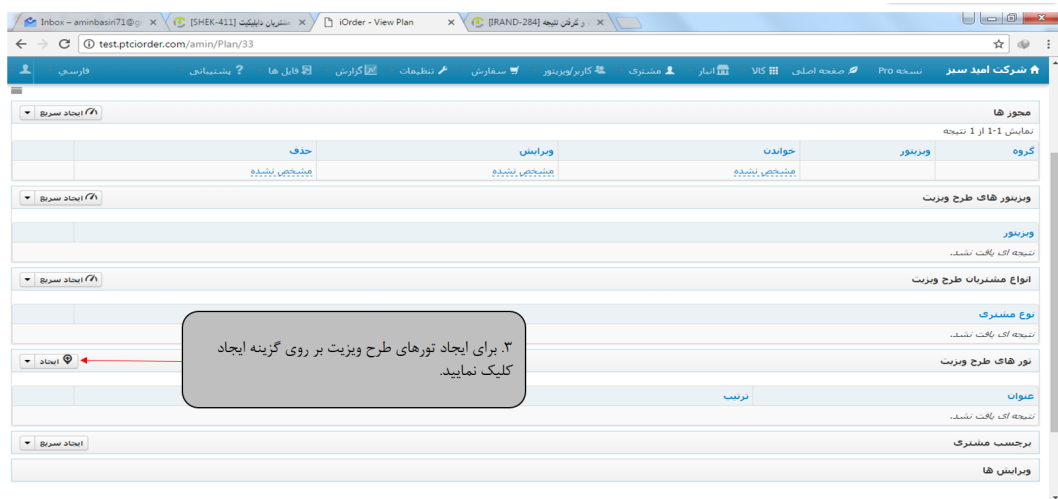 Inbox – aminbasiri71@g
[SHEK-411] مشتریان دابلیکیت
iOrder - View Plan
[IRAND-284] و گرفتن نتیجه
test.ptciorder.com/amin/Plan/33
شرکت امید سبز نسخه Pro صفحه اصلی کالا انبار مشتری کاربر/ویزیتور سفارش تنظیمات گزارش فایل ها پشتیبانی فارسي
محوز ها ایجاد سریع
نمایش 1-1 از 1 نتیجه
گروه ویزیتور خواندن ویرایش حذف
مشخص نشده مشخص نشده مشخص نشده
ویزیتور های طرح ویزیت ایجاد سریع
ویزیتور
نتیجه ای یافت نشد.
انواع مشتریان طرح ویزیت ایجاد سریع
نوع مشتری
نتیجه ای یافت نشد.
۳. برای ایجاد تورهای طرح ویزیت بر روی گزینه ایجاد
کلیک نمایید.
تور های طرح ویزیت ایجاد
عنوان ترتیب
نتیجه ای یافت نشد.
برچسب مشتری ایجاد سریع
ویرایش ها